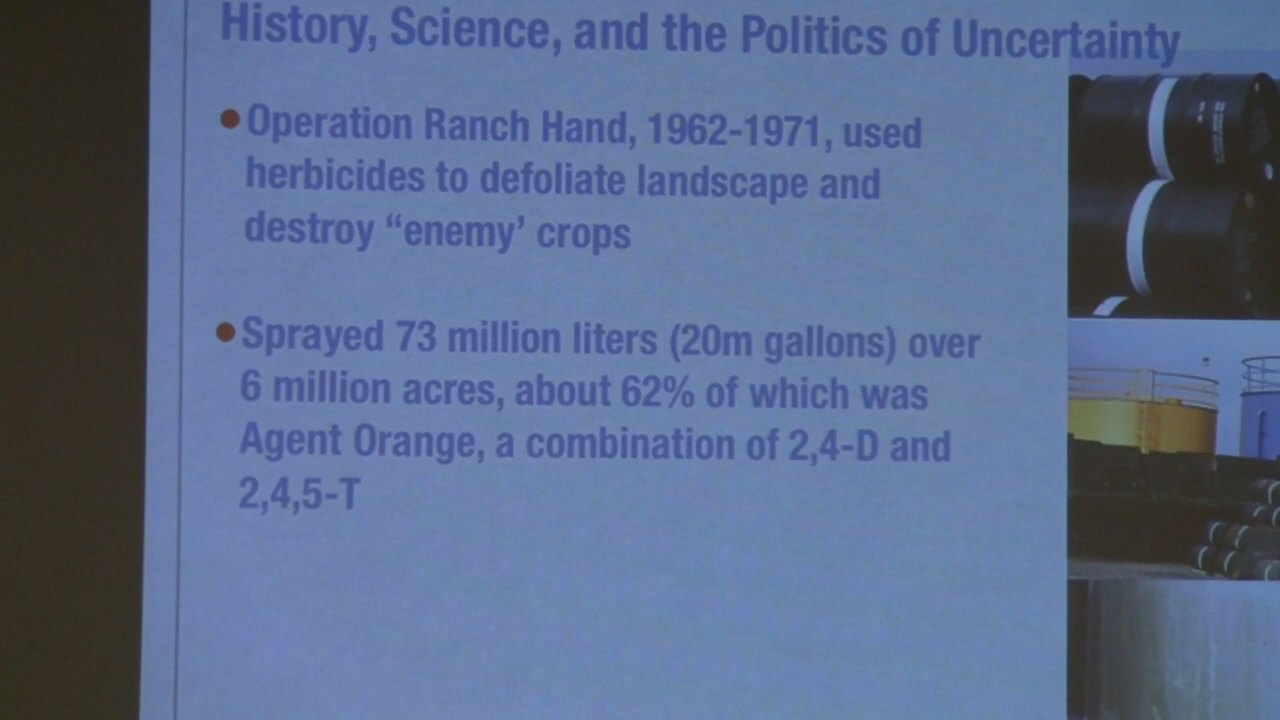 History, Science, and the Politics of Uncertainty
•Operation Ranch Hand, 1962-1971, used
herbicides to defoliate landscape and
destroy “enemy’ crops
•Sprayed 73 million liters (20m gallons) over
6 million acres, about 62% of which was
Agent Orange, a combination of 2,4-D and
2,4,5-T